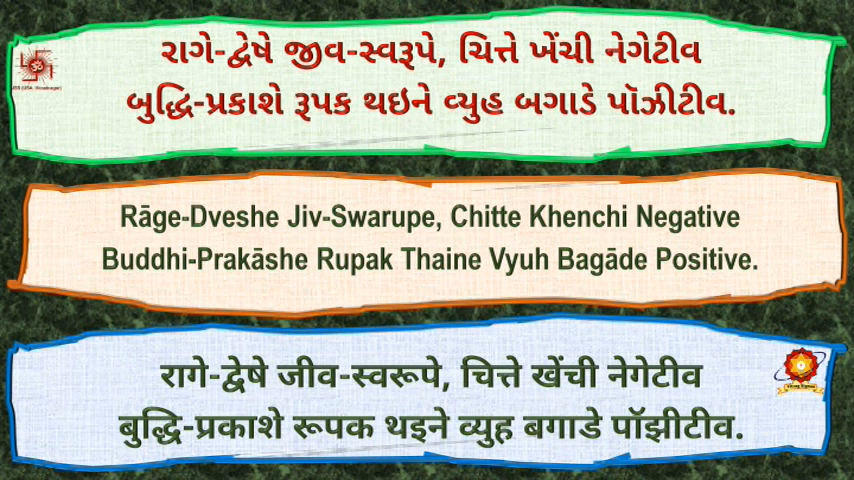 રાગે-દ્વેષે જીવ-સ્વરૂપે, ચિત્તે ખેંચી નેગેટીવ
બુદ્ધિ-પ્રકાશે રૂપક થઇને વ્યુહ બગાડે પૉઝીટીવ.
Rāge-Dveshe Jiv-Swarupe, Chitte Khenchi Negative
Buddhi-Prakāshe Rupak Thaine Vyuh Bagāde Positive.
रागे-द्वेषे जीव-स्वरूपे, चित्ते खेंची नेगेटीव
बुद्धि-प्रकाशे रूपक थइने व्युह बगाडे पॉझीटीव.